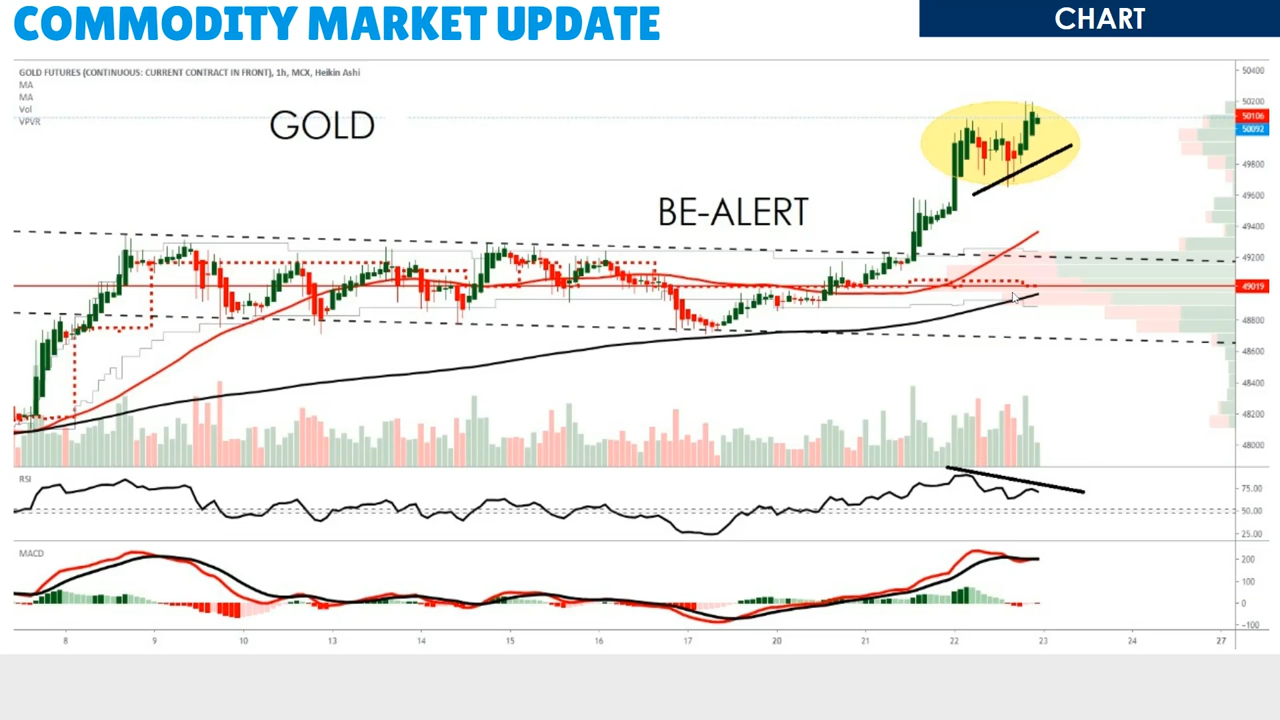 COMMODITY MARKET UPDATE
CHART
GOLD FUTURES (CONTINUOUS: CURRENT CONTRACT IN FRONT), 1h, MCX, Heikin Ashi
MA
MA
Vol
VPVR
GOLD
BE-ALERT
50400
50200
50106
50092
49800
49600
49400
49200
49019
48800
48600
48400
48200
48000
RSI
75.00
50.00
25.00
MACD
200
100
0
-100
8 9 10 13 14 15 16 17 20 21 22 23 24 27